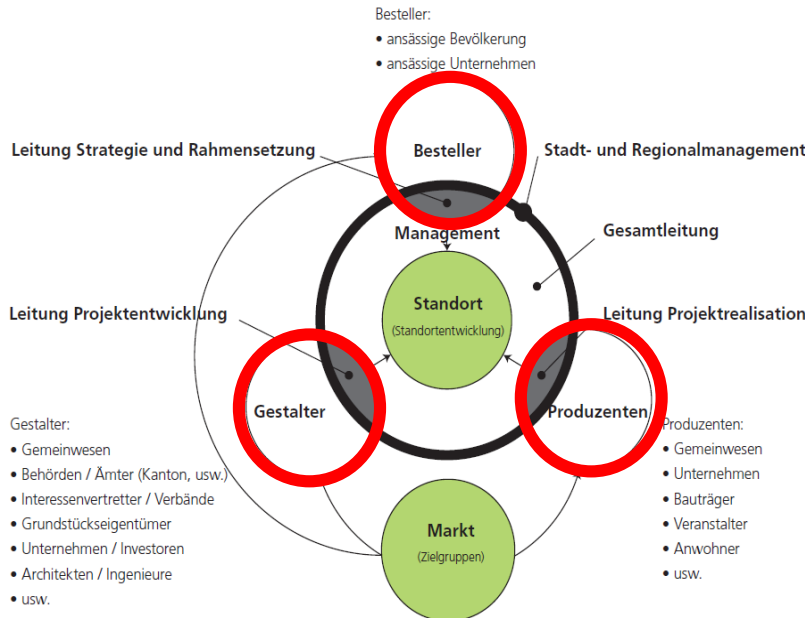 Besteller:
• ansässige Bevölkerung
• ansässige Unternehmen
Leitung Strategie und Rahmensetzung
Besteller
Stadt- und Regionalmanagement
Management
Gesamtleitung
Standort
(Standortentwicklung)
Leitung Projektentwicklung
Leitung Projektrealisation
Gestalter
Produzenten
Gestalter:
• Gemeinwesen
• Behörden / Ämter (Kanton, usw.)
• Interessenvertretter / Verbände
• Grundstückseigentümer
• Unternehmen / Investoren
• Architekten / Ingenieure
• usw.
Markt
(Zielgruppen)
Produzenten:
• Gemeinwesen
• Unternehmen
• Bauträger
• Veranstalter
• Anwohner
• usw.